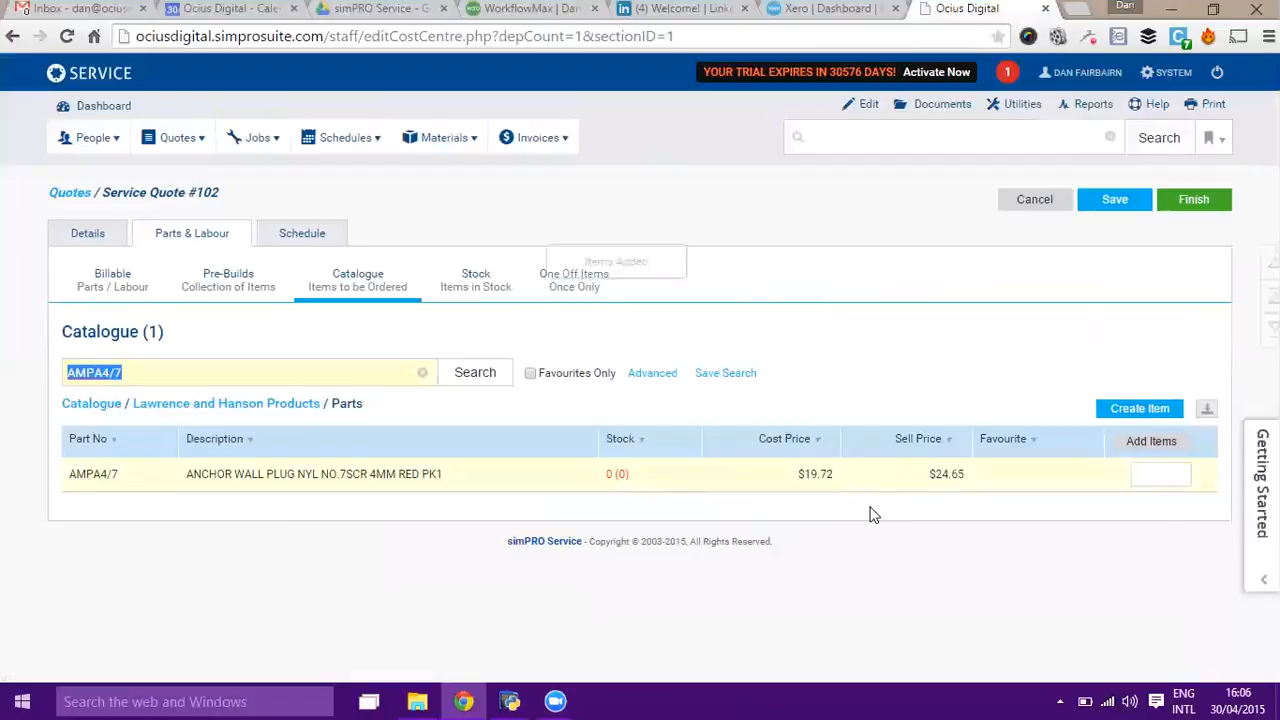 Inbox - dan@ociusdigital
Ocius Digital - Cale
simPRO Service - G
WorkflowMax | Dan
(4) Welcome! | Link
Xero | Dashboard |
Ocius Digital
Dan
ociusdigital.simprosuite.com/staff/editCostCentre.php?depCount=1&sectionID=1
SERVICE
YOUR TRIAL EXPIRES IN 30576 DAYS! Activate Now
1
DAN FAIRBAIRN
SYSTEM
Dashboard
Edit
Documents
Utilities
Reports
Help
Print
People
Quotes
Jobs
Schedules
Materials
Invoices
Search
Quotes / Service Quote #102
Cancel
Save
Finish
Details
Parts & Labour
Schedule
Items Added
Billable
Parts / Labour
Pre-Builds
Collection of Items
Catalogue
Items to be Ordered
Stock
Items in Stock
One Off Items
Once Only
Catalogue (1)
AMPA4/7
Search
Favourites Only
Advanced
Save Search
Catalogue / Lawrence and Hanson Products / Parts
Create Item
Part No
Description
Stock
Cost Price
Sell Price
Favourite
Add Items
AMPA4/7
ANCHOR WALL PLUG NYL NO.7SCR 4MM RED PK1
0 (0)
$19.72
$24.65
Getting Started
simPRO Service - Copyright © 2003-2015, All Rights Reserved.
Search the web and Windows
ENG
INTL
16:06
30/04/2015